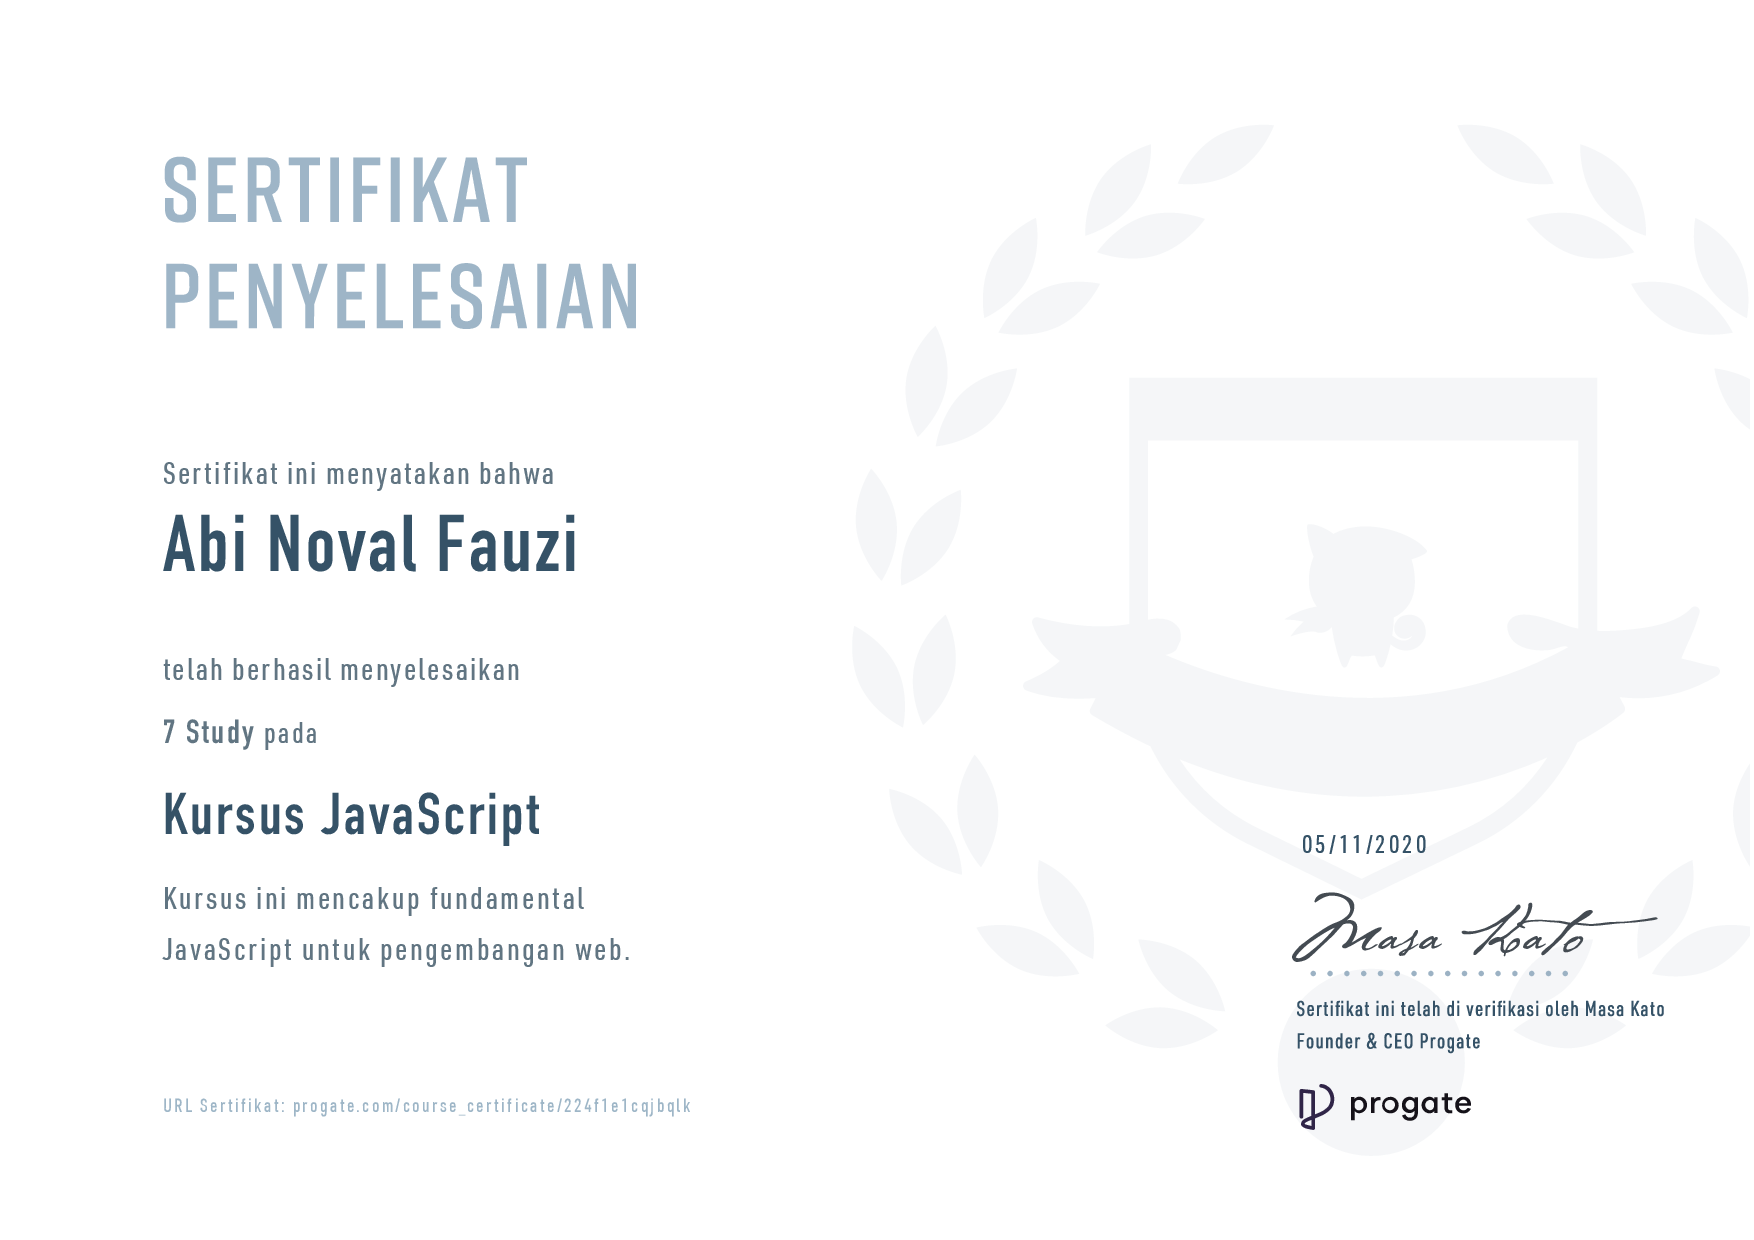 SERTIFIKAT
PENYELESAIAN
Sertifikat ini menyatakan bahwa
Abi Noval Fauzi
telah berhasil menyelesaikan
7 Study pada
Kursus JavaScript
Kursus ini mencakup fundamental
JavaScript untuk pengembangan web.
05/11/2020
Masa Kato
Sertifikat ini telah di verifikasi oleh Masa Kato
Founder & CEO Progate
progate
URL Sertifikat: progate.com/course_certificate/224f1e1cqjbqlk